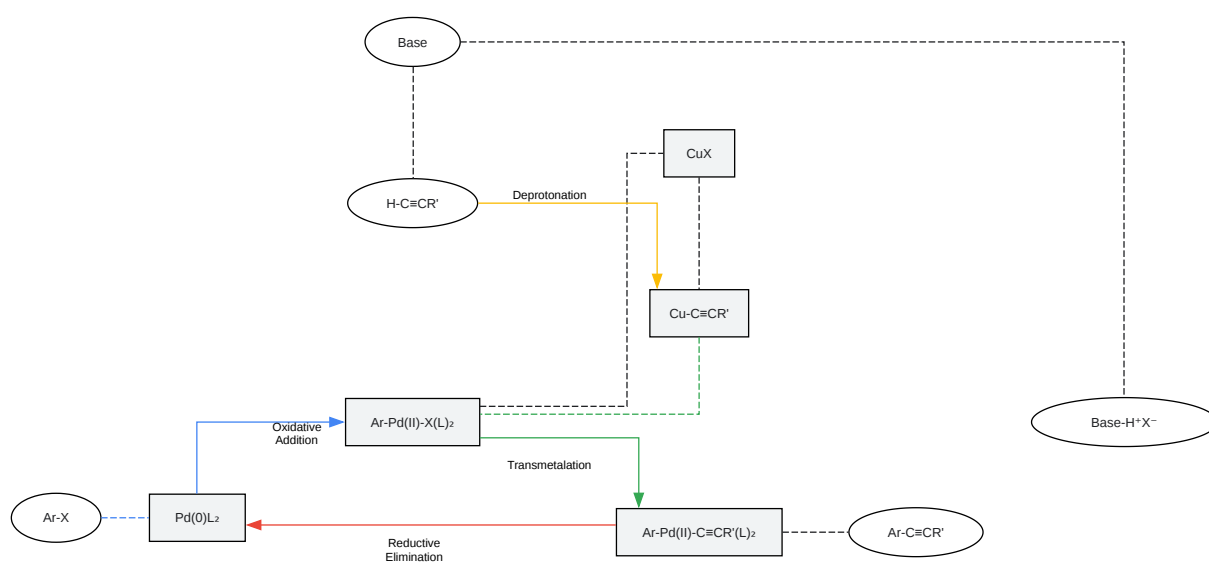 Base
CuX
H-C≡CR'
Deprotonation
Cu-C≡CR'
Ar-Pd(II)-X(L)₂
Oxidative
Addition
Base-H⁺X⁻
Transmetalation
Ar-X
Pd(0)L₂
Ar-Pd(II)-C≡CR'(L)₂
Ar-C≡CR'
Reductive
Elimination